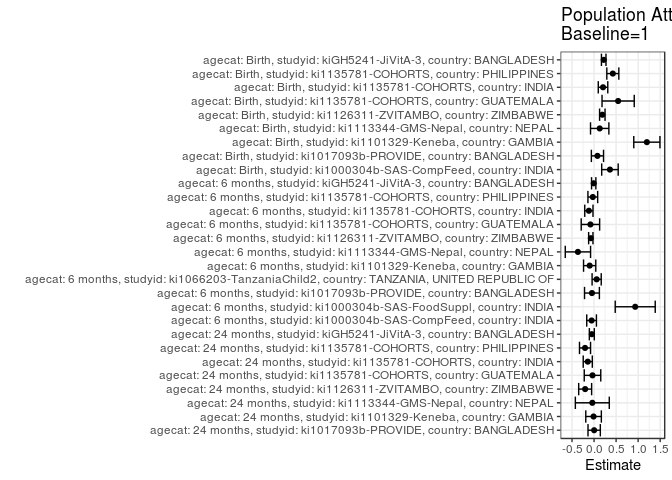 Population Att
Baseline=1
agecat: Birth, studyid: kiGH5241-JiVitA-3, country: BANGLADESH
agecat: Birth, studyid: ki1135781-COHORTS, country: PHILIPPINES
agecat: Birth, studyid: ki1135781-COHORTS, country: INDIA
agecat: Birth, studyid: ki1135781-COHORTS, country: GUATEMALA
agecat: Birth, studyid: ki1126311-ZVITAMBO, country: ZIMBABWE
agecat: Birth, studyid: ki1113344-GMS-Nepal, country: NEPAL
agecat: Birth, studyid: ki1101329-Keneba, country: GAMBIA
agecat: Birth, studyid: ki1017093b-PROVIDE, country: BANGLADESH
agecat: Birth, studyid: ki1000304b-SAS-CompFeed, country: INDIA
agecat: 6 months, studyid: kiGH5241-JiVitA-3, country: BANGLADESH
agecat: 6 months, studyid: ki1135781-COHORTS, country: PHILIPPINES
agecat: 6 months, studyid: ki1135781-COHORTS, country: INDIA
agecat: 6 months, studyid: ki1135781-COHORTS, country: GUATEMALA
agecat: 6 months, studyid: ki1126311-ZVITAMBO, country: ZIMBABWE
agecat: 6 months, studyid: ki1113344-GMS-Nepal, country: NEPAL
agecat: 6 months, studyid: ki1101329-Keneba, country: GAMBIA
agecat: 6 months, studyid: ki1066203-TanzaniaChild2, country: TANZANIA, UNITED REPUBLIC OF
agecat: 6 months, studyid: ki1017093b-PROVIDE, country: BANGLADESH
agecat: 6 months, studyid: ki1000304b-SAS-FoodSuppl, country: INDIA
agecat: 6 months, studyid: ki1000304b-SAS-CompFeed, country: INDIA
agecat: 24 months, studyid: kiGH5241-JiVitA-3, country: BANGLADESH
agecat: 24 months, studyid: ki1135781-COHORTS, country: PHILIPPINES
agecat: 24 months, studyid: ki1135781-COHORTS, country: INDIA
agecat: 24 months, studyid: ki1135781-COHORTS, country: GUATEMALA
agecat: 24 months, studyid: ki1126311-ZVITAMBO, country: ZIMBABWE
agecat: 24 months, studyid: ki1113344-GMS-Nepal, country: NEPAL
agecat: 24 months, studyid: ki1101329-Keneba, country: GAMBIA
agecat: 24 months, studyid: ki1017093b-PROVIDE, country: BANGLADESH
-0.5 0.0 0.5 1.0 1.5
Estimate